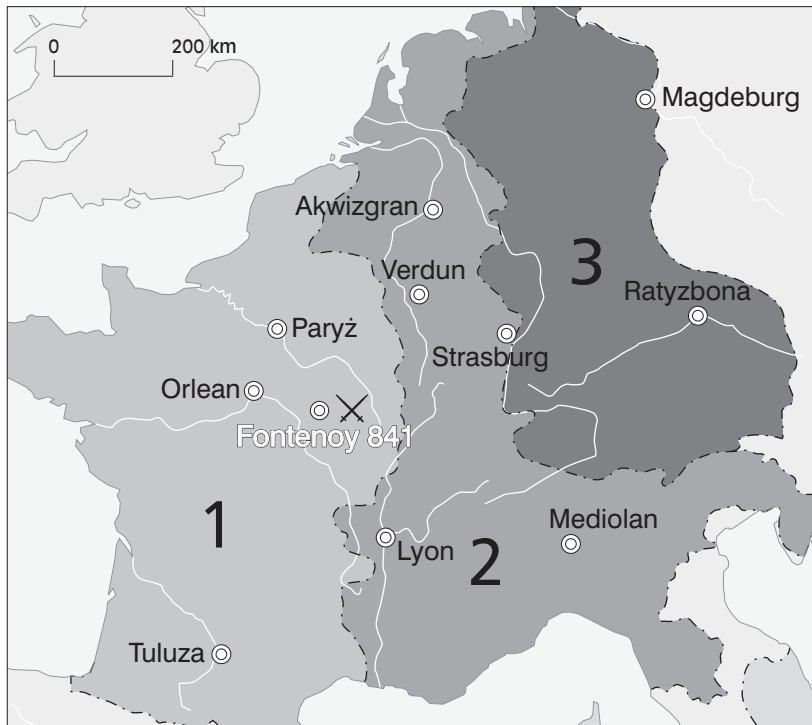 0 200 km
Magdeburg
Akwizgran
3
Verdun
Ratyzbona
Paryż
Strasburg
Orlean
Fontenoy 841
1
Mediolan
Lyon
2
Tuluza